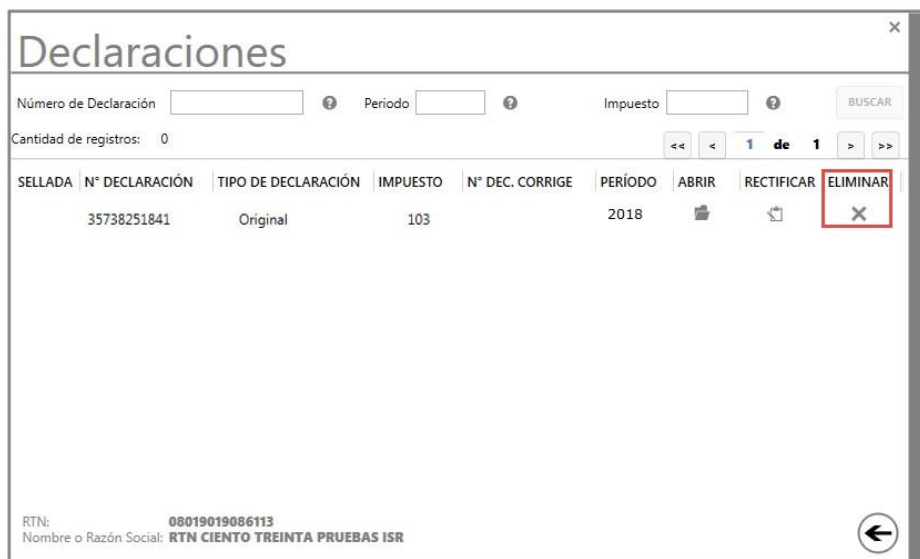 Declaraciones
Número de Declaración Periodo Impuesto BUSCAR
Cantidad de registros: 0 << < 1 de 1 > >>
SELLADA N° DECLARACIÓN TIPO DE DECLARACIÓN IMPUESTO N° DEC. CORRIGE PERÍODO ABRIR RECTIFICAR ELIMINAR
35738251841 Original 103 2018
RTN: 08019019086113
Nombre o Razón Social: RTN CIENTO TREINTA PRUEBAS ISR